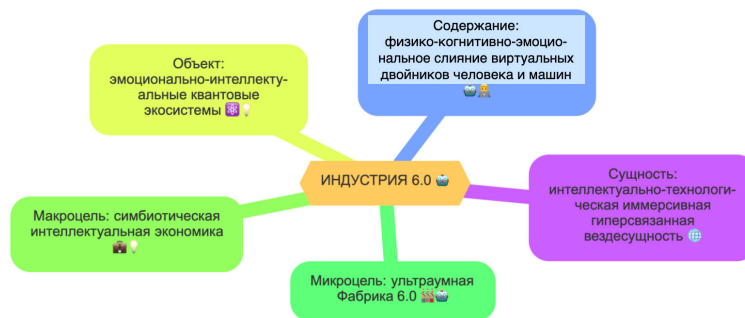 Содержание:
физико-когнитивно-эмоцио-
нальное слияние виртуальных
двойников человека и машин
Объект:
эмоционально-интеллекту-
альные квантовые
экосистемы ⚛️💡
ИНДУСТРИЯ 6.0 🤖
Сущность:
интеллектуально-технологи-
ческая иммерсивная
гиперсвязанная
вездесущность 🌐
Макроцель: симбиотическая
интеллектуальная экономика
💼💡
Микроцель: ультраумная
Фабрика 6.0 🏭🤖